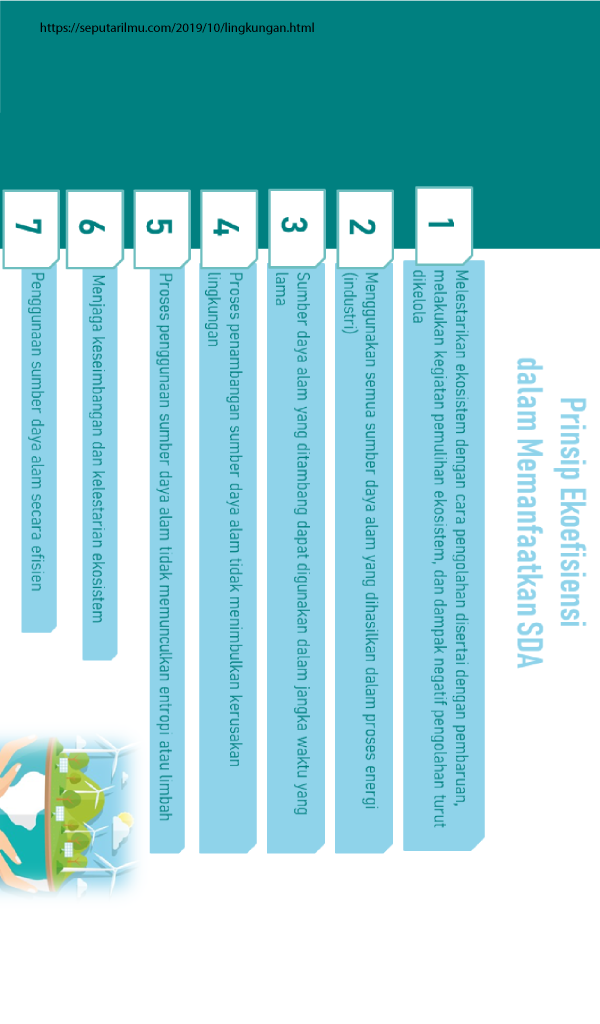 https://seputarilmu.com/2019/10/lingkungan.html
Prinsip Ekoefisiensi
dalam Memanfaatkan SDA
1
Melestarikan ekosistem dengan cara pengolahan disertai dengan pembaruan,
melakukan kegiatan pemulihan ekosistem, dan dampak negatif pengolahan turut
dikelola
2
Menggunakan semua sumber daya alam yang dihasilkan dalam proses energi
(industri)
3
Sumber daya alam yang ditambang dapat digunakan dalam jangka waktu yang
lama
4
Proses penambangan sumber daya alam tidak menimbulkan kerusakan
lingkungan
5
Proses penggunaan sumber daya alam tidak memunculkan entropi atau limbah
6
Menjaga keseimbangan dan kelestarian ekosistem
7
Penggunaan sumber daya alam secara efisien